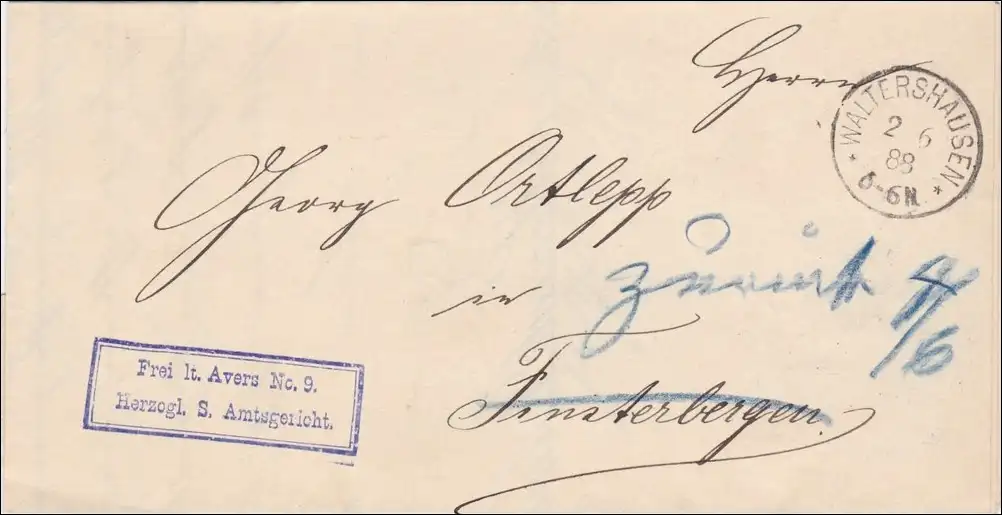 Herrn
Georg Ortlepp
in
Finsterbergen.
zurück
/6
WALTERSHAUSEN
2 6
88
5-6N.
Frei lt. Avers No. 9.
Herzogl. S. Amtsgericht.